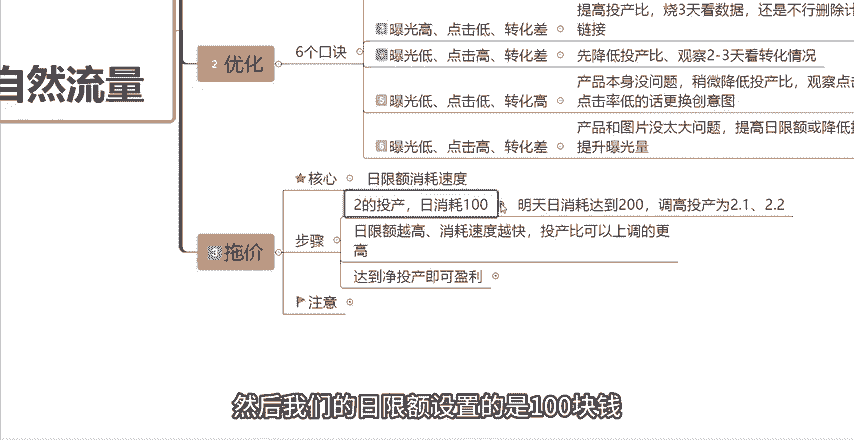 提高投产比，烧3天看数据，还是不行删除计
链接
曝光高、点击低、转化差
6个口诀
2 优化
曝光低、点击高、转化差
先降低投产比、观察2-3天看转化情况
自然流量
产品本身没问题，稍微降低投产比，观察点击
曝光低、点击低、转化高
点击率低的话更换创意图
产品和图片没太大问题，提高日限额或降低投
曝光低、点击高、转化差
提升曝光量
核心
日限额消耗速度
2的投产，日消耗100
明天日消耗达到200，调高投产为2.1、2.2
步骤
日限额越高、消耗速度越快，投产比可以上调的更
高
3 拖价
达到净投产即可盈利
注意
然后我们的日限额设置的是100块钱